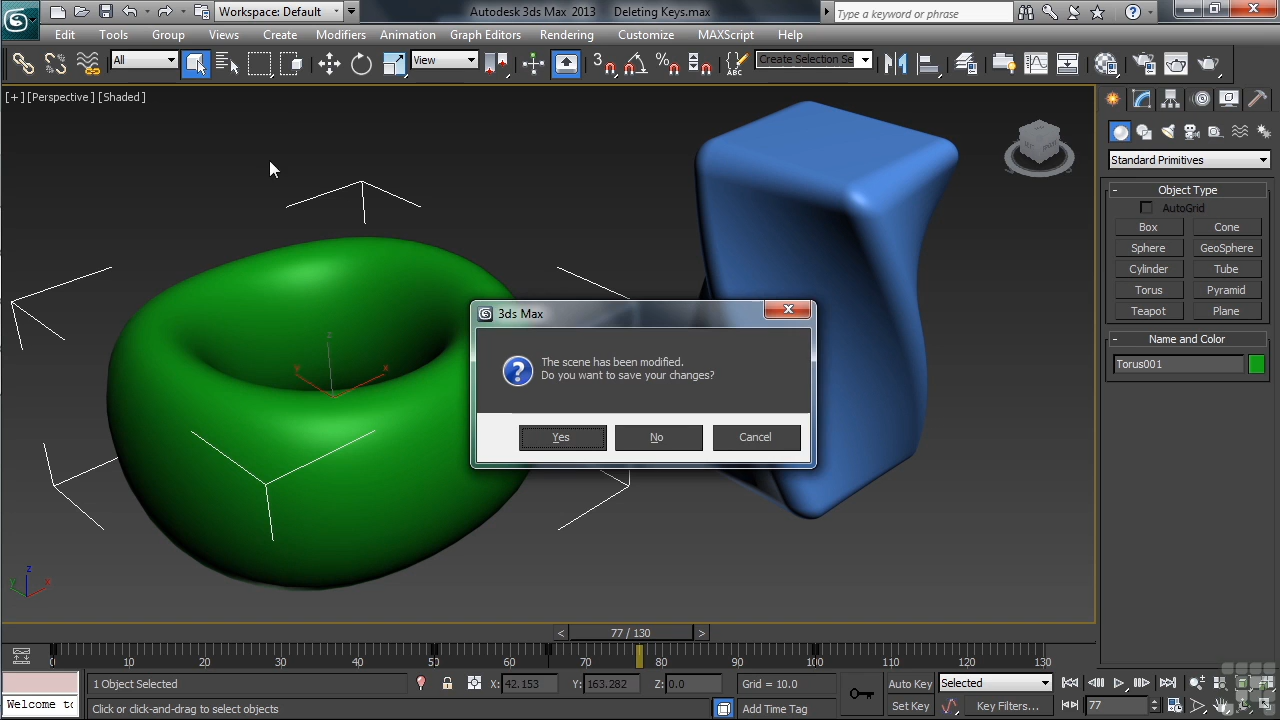 Workspace: Default
Autodesk 3ds Max 2013 Deleting Keys.max
Type a keyword or phrase
Edit Tools Group Views Create Modifiers Animation Graph Editors Rendering Customize MAXScript Help
All
View
3
Create Selection Se
[+] [Perspective] [Shaded]
Standard Primitives
- Object Type
AutoGrid
Box Cone
Sphere GeoSphere
Cylinder Tube
Torus Pyramid
Teapot Plane
- Name and Color
Torus001
3ds Max
The scene has been modified.
Do you want to save your changes?
Yes No Cancel
z
y x
z
y x
< 77 / 130 >
0 10 20 30 40 50 60 70 80 90 100 110 120 130
1 Object Selected
X: 42.153 Y: 163.282 Z: 0.0
Grid = 10.0
Auto Key
Selected
Welcome to
Click or click-and-drag to select objects
Add Time Tag
Set Key
Key Filters...
77